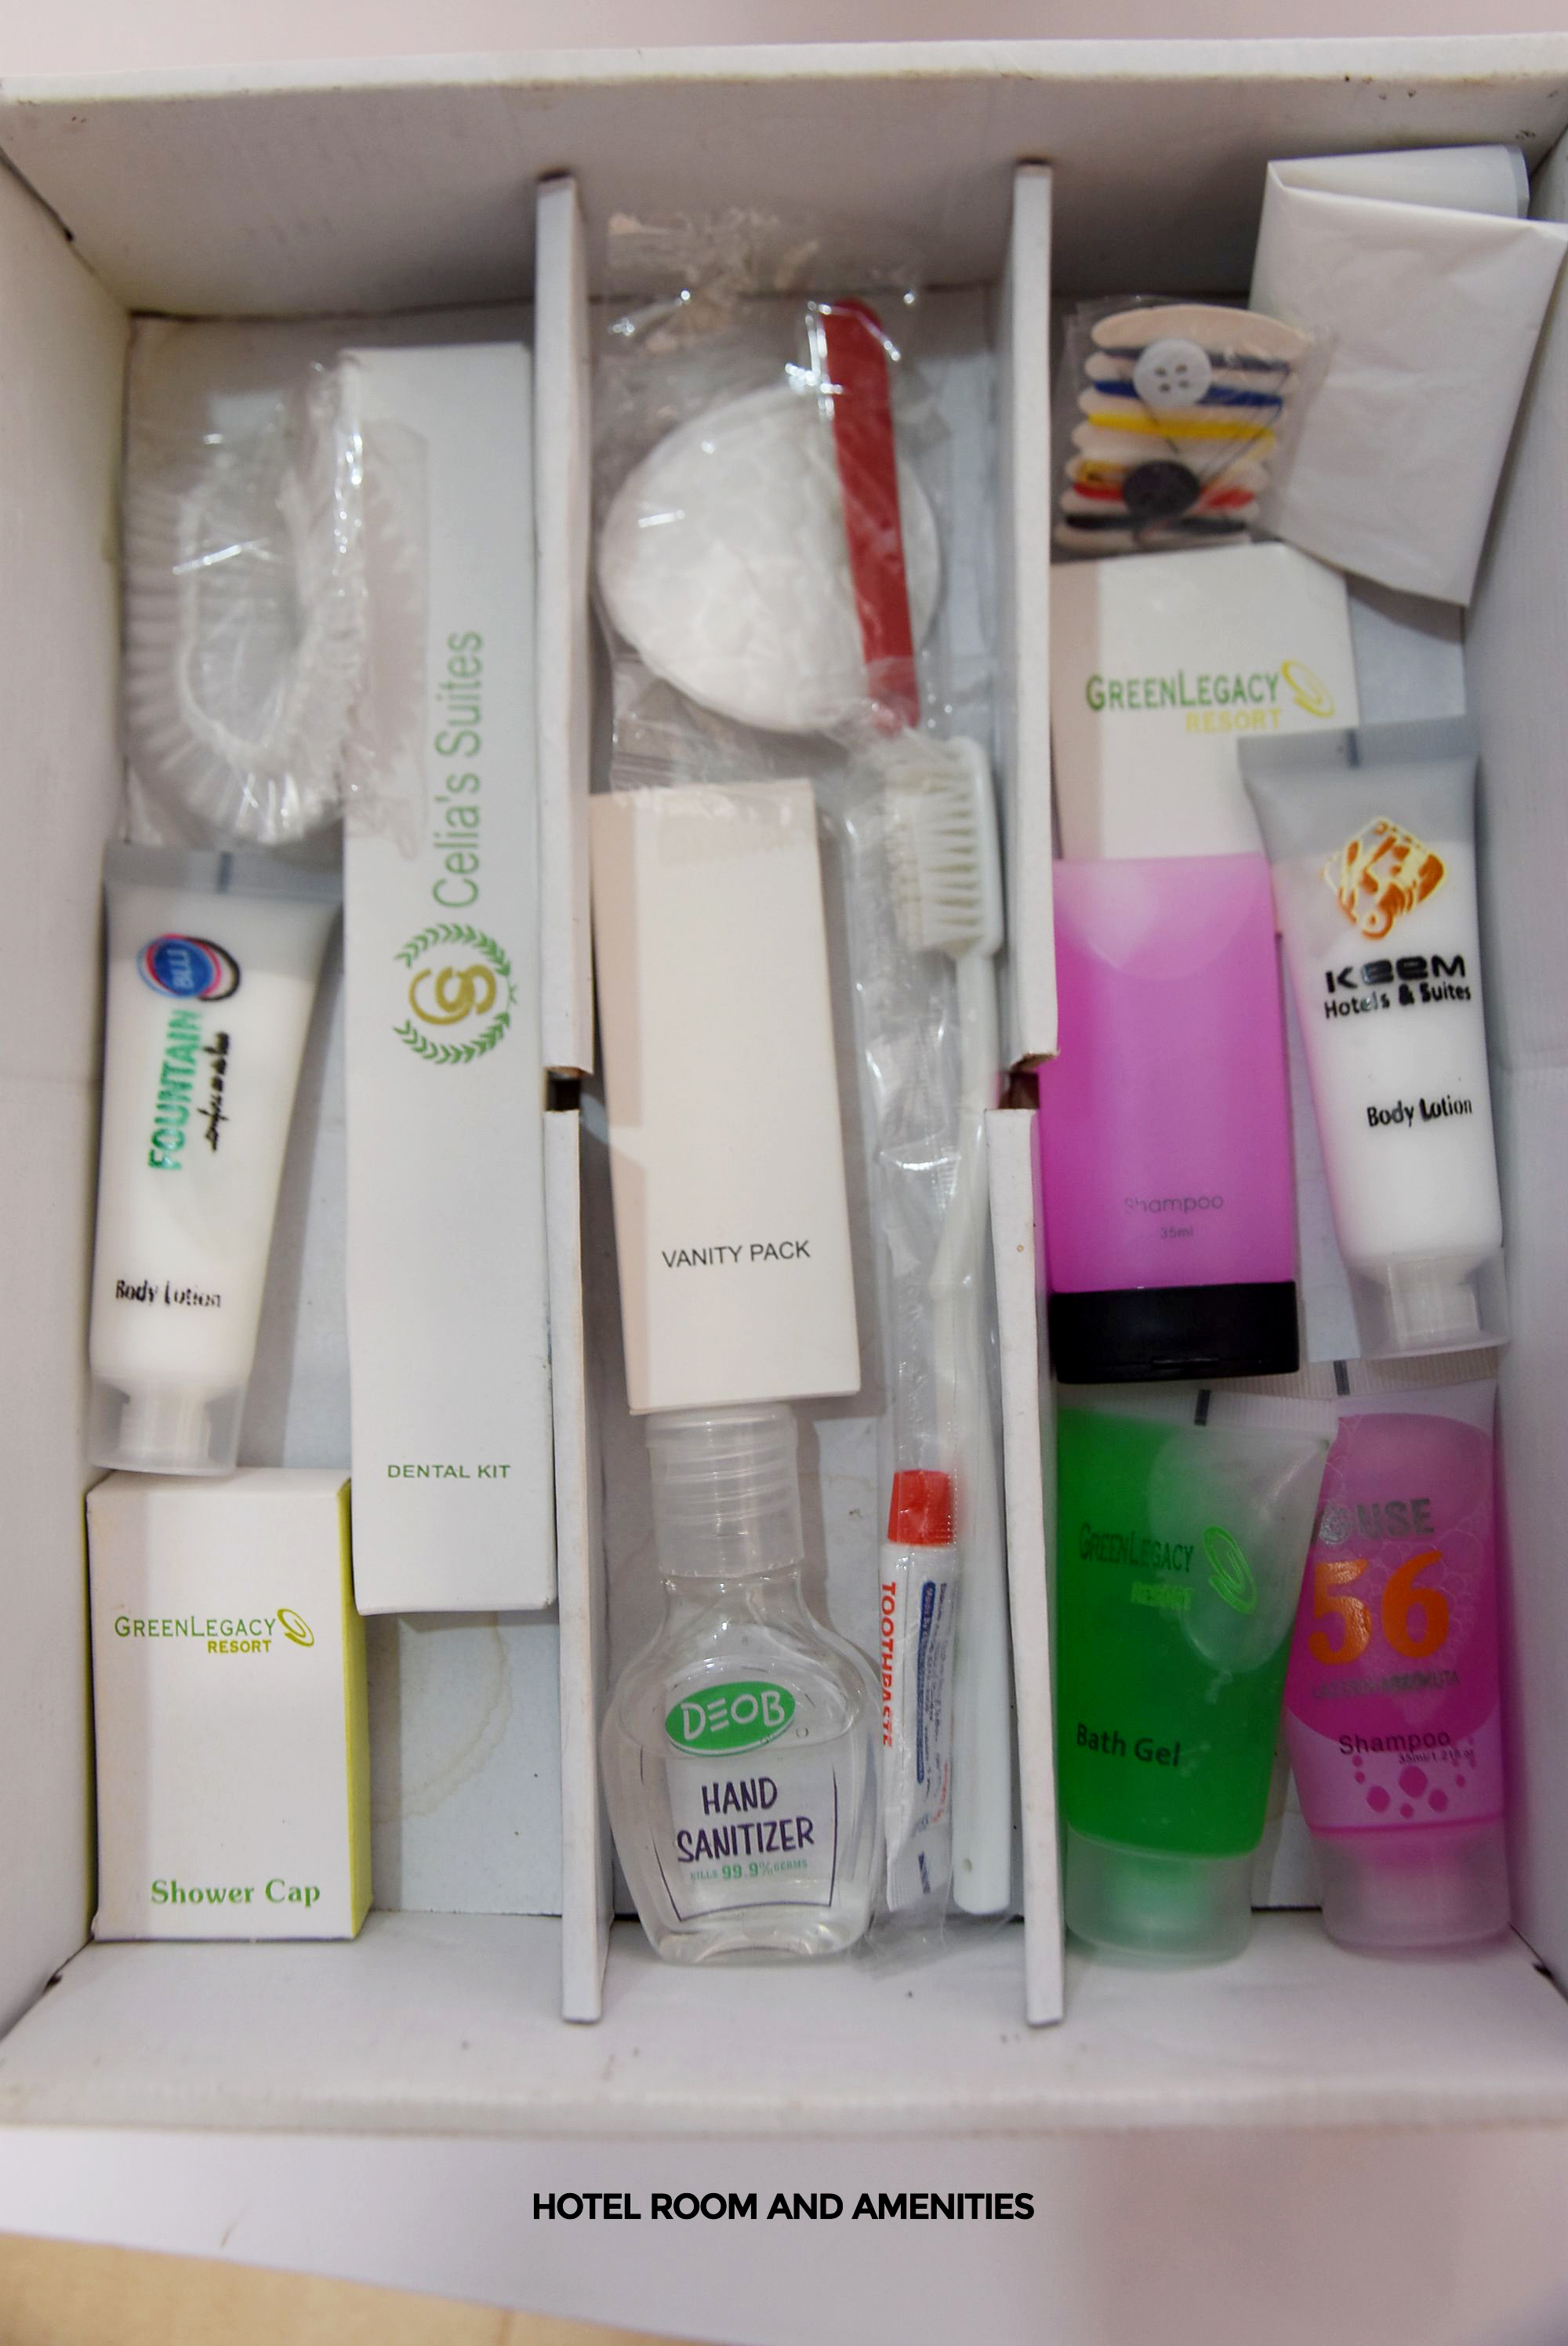 Celia's Suites
DENTAL KIT
BLU
FOUNTAIN
Body Lotion
GREENLEGACY
RESORT
Shower Cap
VANITY PACK
TOOTHPASTE
DEOB
HAND
SANITIZER
KILLS 99.9% GERMS
GREENLEGACY
RESORT
Shampoo
35ml
KEEM
Hotels & Suites
Body Lotion
GREENLEGACY
RESORT
Bath Gel
56
Shampoo
HOTEL ROOM AND AMENITIES